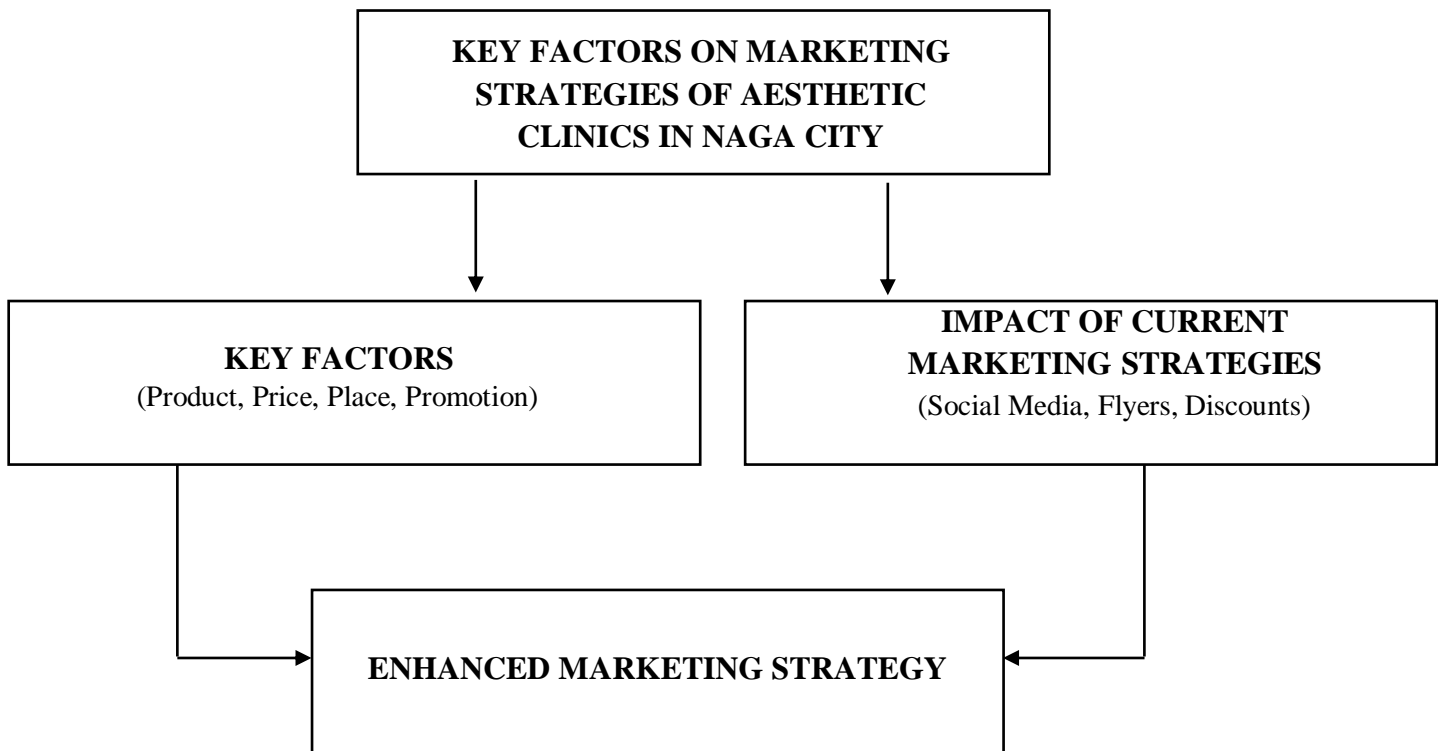 KEY FACTORS ON MARKETING
STRATEGIES OF AESTHETIC
CLINICS IN NAGA CITY
KEY FACTORS
(Product, Price, Place, Promotion)
IMPACT OF CURRENT
MARKETING STRATEGIES
(Social Media, Flyers, Discounts)
ENHANCED MARKETING STRATEGY